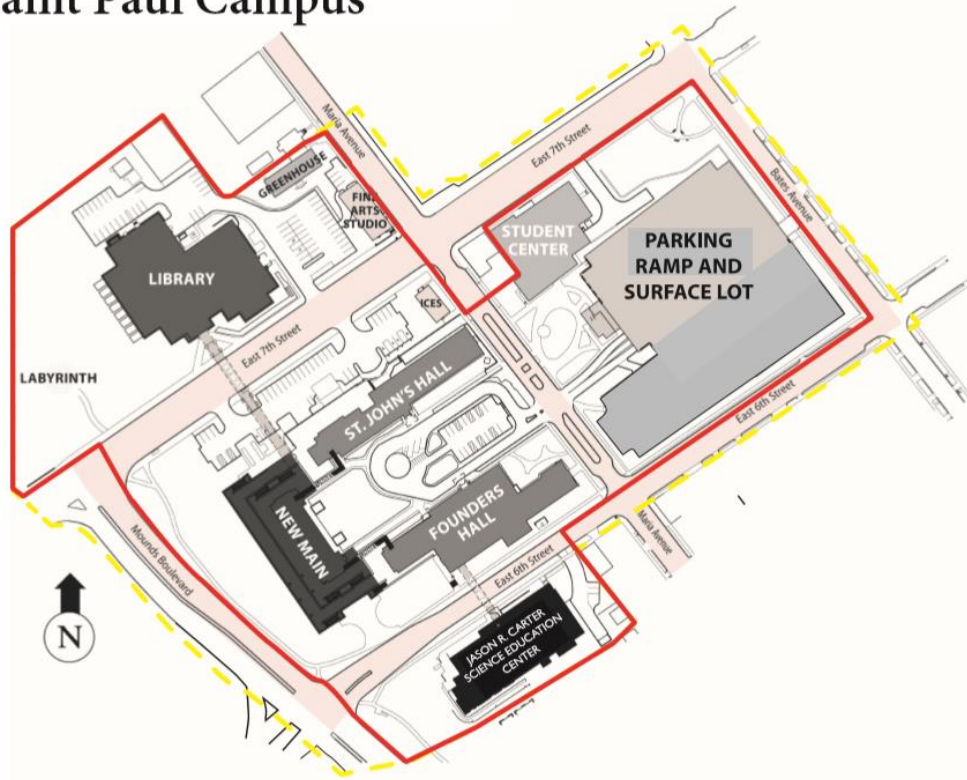 aint Paul Campus
Maria Avenue
East 7th Street
Bates Avenue
GREENHOUSE
FINE
ARTS
STUDIO
STUDENT
CENTER
PARKING
RAMP AND
SURFACE LOT
LIBRARY
ICES
East 7th Street
LABYRINTH
ST. JOHN'S HALL
East 6th Street
NEW MAIN
FOUNDERS
HALL
Maria Avenue
Mounds Boulevard
East 6th Street
N
JASON R. CARTER
SCIENCE EDUCATION
CENTER